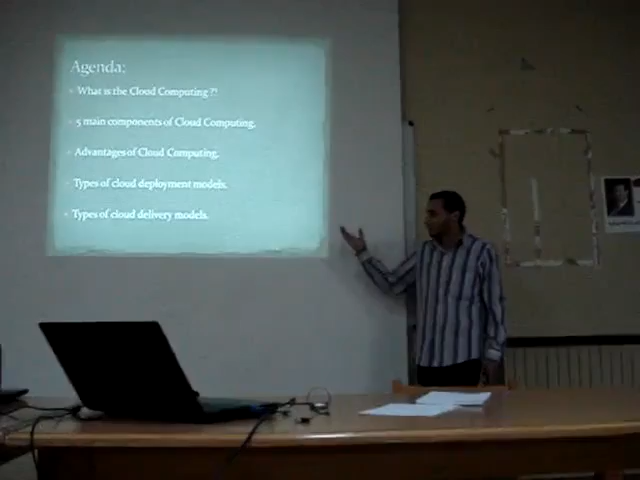 Agenda:
What is the Cloud Computing ?!
5 main components of Cloud Computing.
Advantages of Cloud Computing.
Types of cloud deployment models.
Types of cloud delivery models.